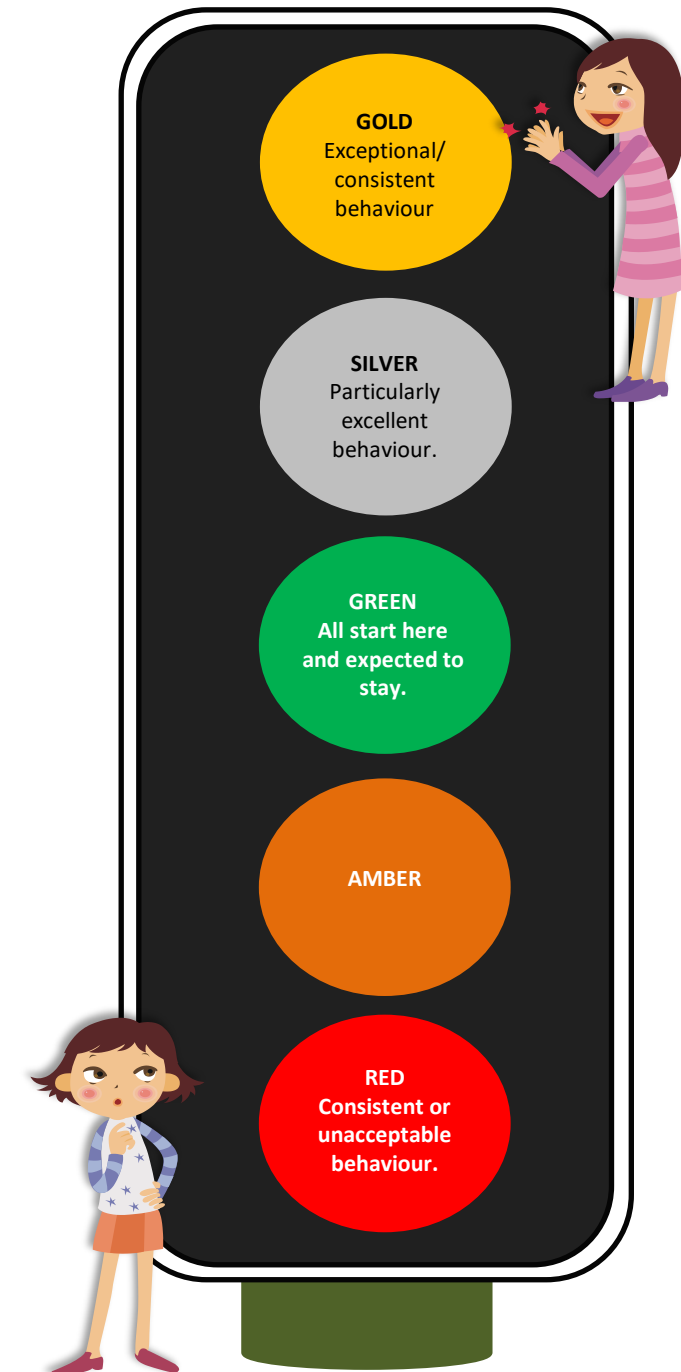 GOLD
Exceptional/
consistent
behaviour
SILVER
Particularly
excellent
behaviour.
GREEN
All start here
and expected to
stay.
AMBER
RED
Consistent or
unacceptable
behaviour.